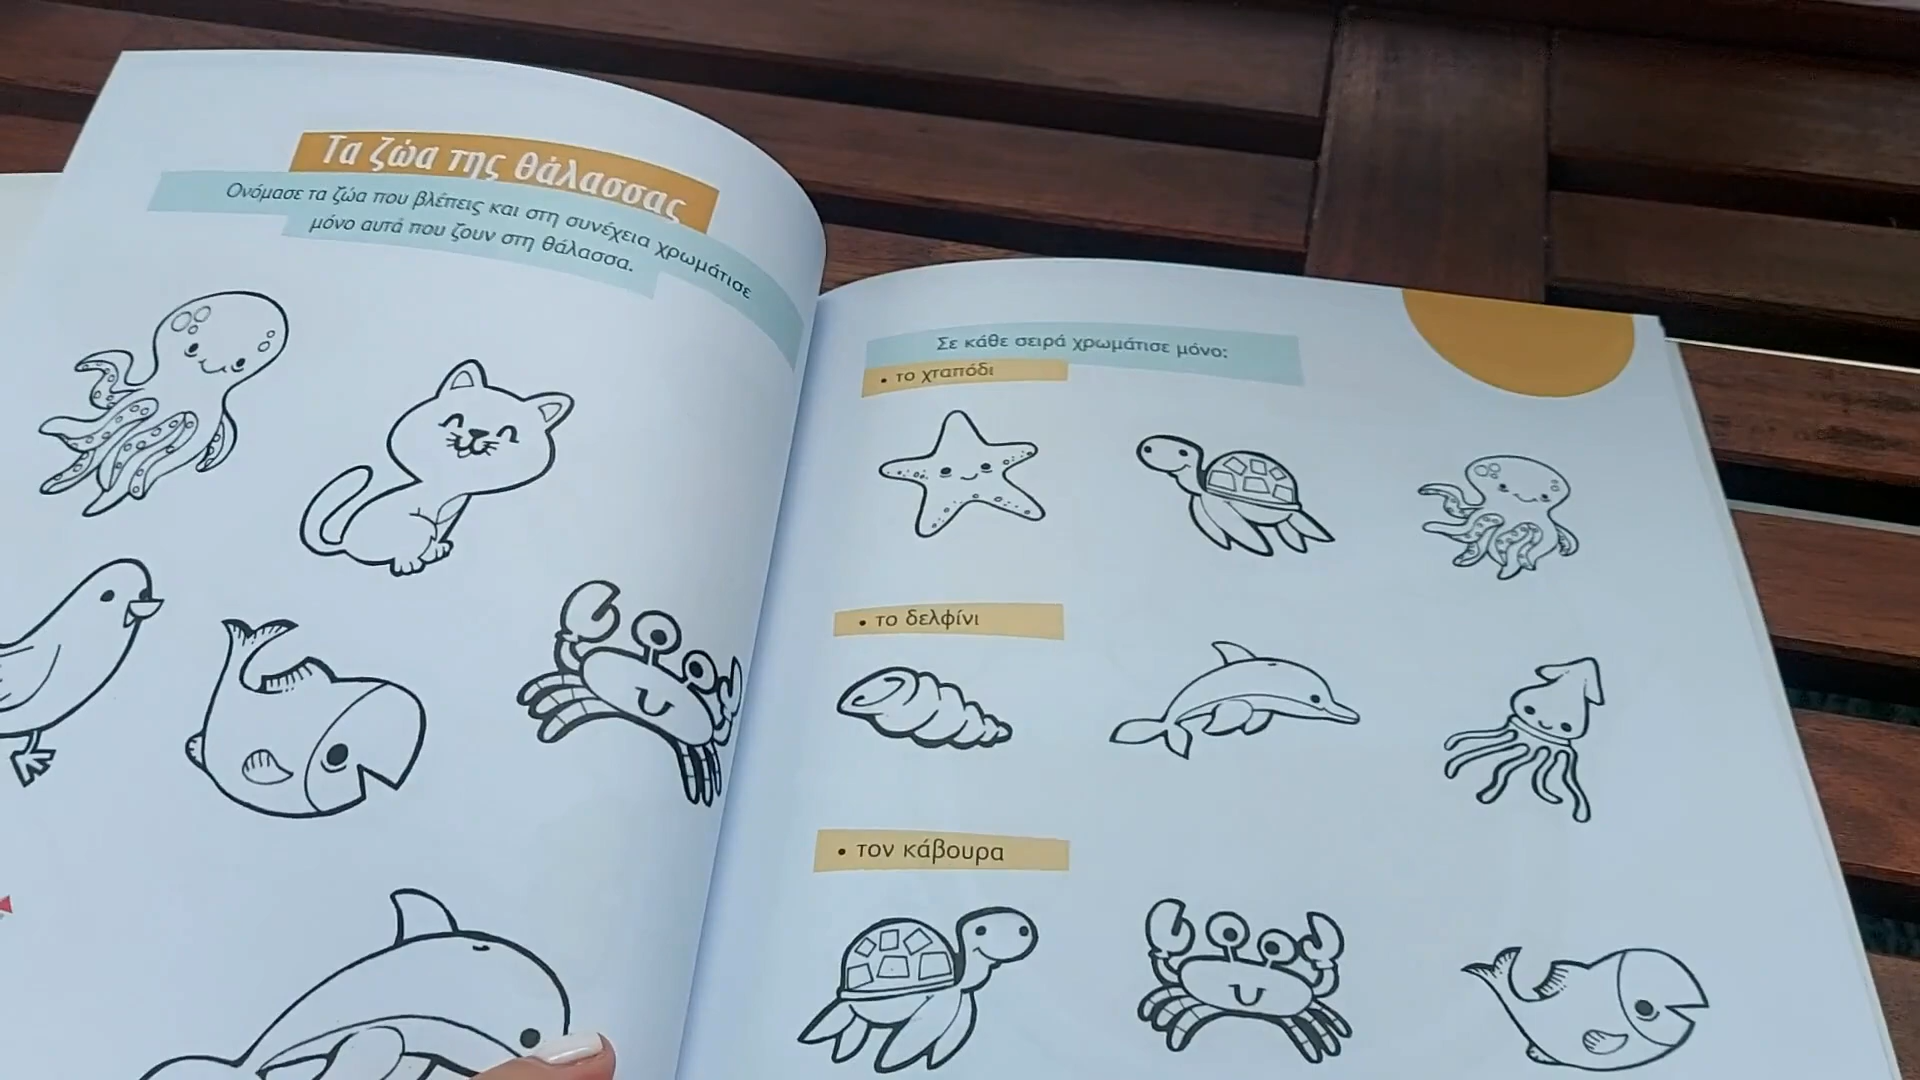 Τα ζώα της θάλασσας
Ονόμασε τα ζώα που βλέπεις και στη συνέχεια χρωμάτισε
μόνο αυτά που ζουν στη θάλασσα.
Σε κάθε σειρά χρωμάτισε μόνο:
• το χταπόδι
• το δελφίνι
• τον κάβουρα